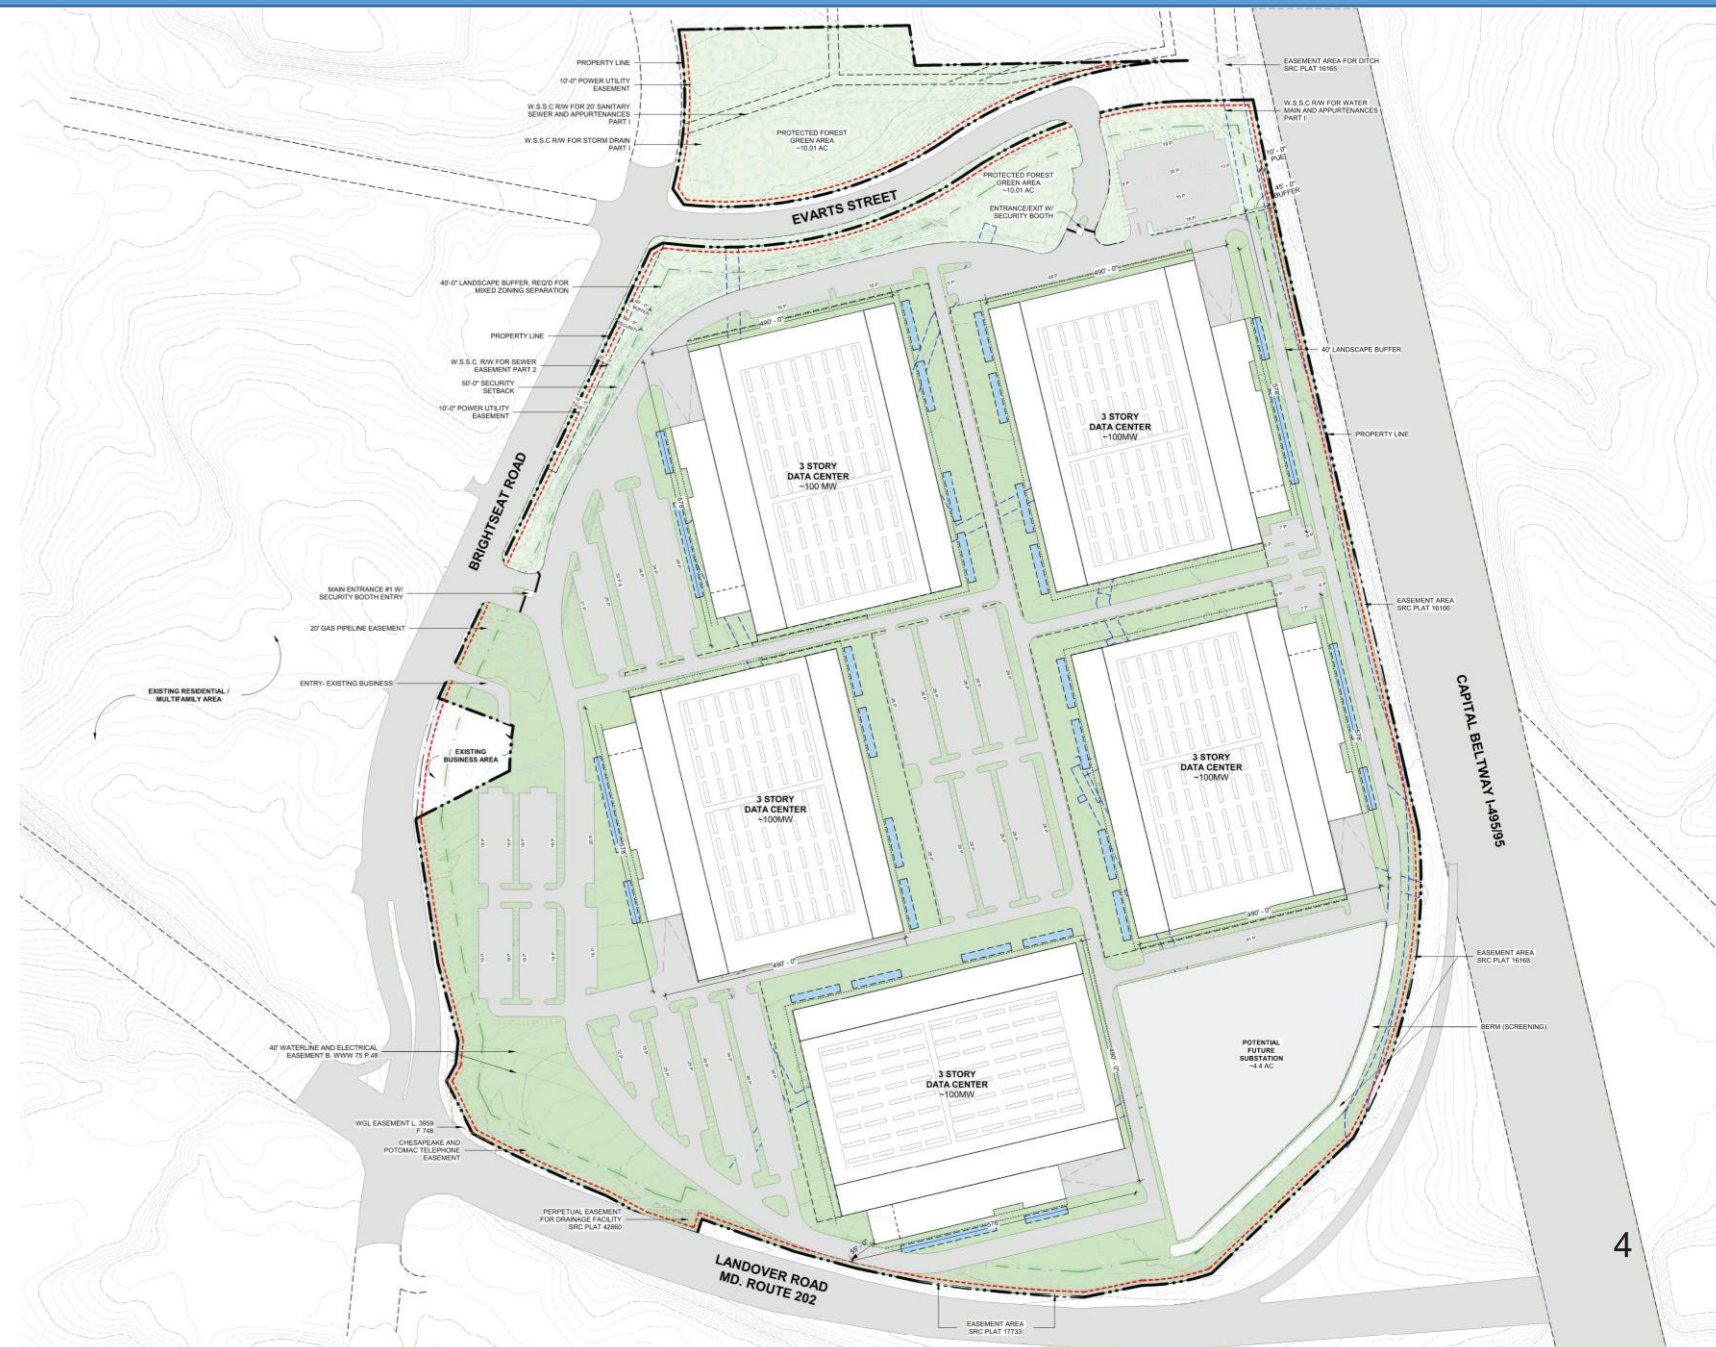 PROPERTY LINE
10'-0" POWER UTILITY
EASEMENT
W.S.S.C R/W FOR 20' SANITARY
SEWER AND APPURTENANCES
PART I
W.S.S.C R/W FOR STORM DRAIN
PART I
PROTECTED FOREST
GREEN AREA
~10.01 AC
EASEMENT AREA FOR DITCH
SRC PLAT 16165
W.S.S.C R/W FOR WATER
MAIN AND APPURTENANCES
PART I
10' - 0"
PUE
45' - 0"
BUFFER
PROTECTED FOREST
GREEN AREA
~10.01 AC
ENTRANCE/EXIT W/
SECURITY BOOTH
EVARTS STREET
40'-0" LANDSCAPE BUFFER, REQ'D FOR
MIXED ZONING SEPARATION
PROPERTY LINE
W.S.S.C. R/W FOR SEWER
EASEMENT PART 2
50'-0" SECURITY
SETBACK
10'-0" POWER UTILITY
EASEMENT
BRIGHTSEAT ROAD
490' - 0"
490' - 0"
578'
578'
3 STORY
DATA CENTER
~100 MW
3 STORY
DATA CENTER
~100MW
40' LANDSCAPE BUFFER
PROPERTY LINE
MAIN ENTRANCE #1 W/
SECURITY BOOTH ENTRY
20' GAS PIPELINE EASEMENT
ENTRY- EXISTING BUSINESS
EXISTING RESIDENTIAL /
MULTIFAMILY AREA
EXISTING
BUSINESS AREA
EASEMENT AREA
SRC PLAT 16166
CAPITAL BELTWAY I-495/95
3 STORY
DATA CENTER
~100MW
3 STORY
DATA CENTER
~100MW
578'
578'
490' - 0"
490' - 0"
EASEMENT AREA
SRC PLAT 16168
BERM (SCREENING)
40' WATERLINE AND ELECTRICAL
EASEMENT B. WWW 75 P.48
POTENTIAL
FUTURE
SUBSTATION
~4.4 AC
3 STORY
DATA CENTER
~100MW
490' - 0"
578'
WGL EASEMENT L. 3959
F.748
CHESAPEAKE AND
POTOMAC TELEPHONE
EASEMENT
PERPETUAL EASEMENT
FOR DRAINAGE FACILITY
SRC PLAT 42860
LANDOVER ROAD
MD. ROUTE 202
EASEMENT AREA
SRC PLAT 17733
4